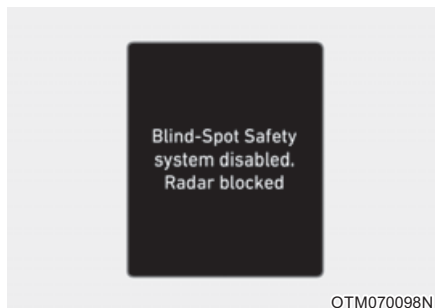 Blind-Spot Safety
system disabled.
Radar blocked
OTM070098N